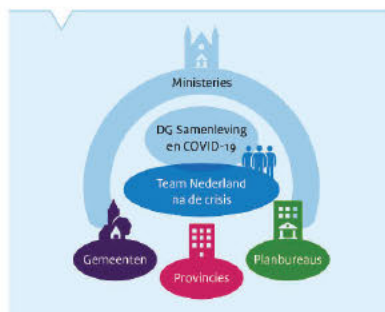 Ministeries
DG Samenleving
en COVID-19
Team Nederland
na de crisis
Gemeenten
Provincies
Planbureaus